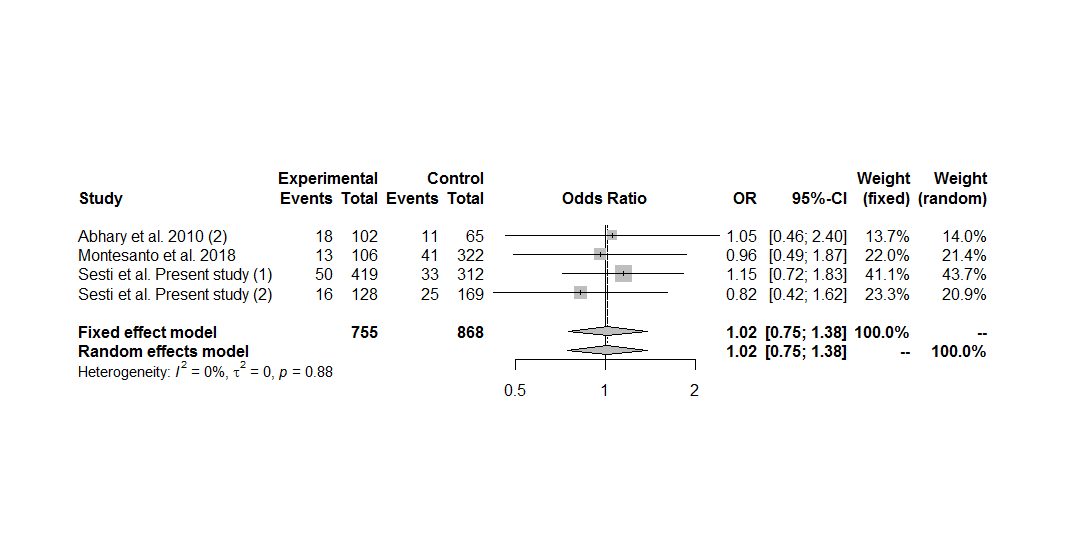 Experimental Control Weight Weight
Study Events Total Events Total Odds Ratio OR 95%-CI (fixed) (random)
Abhary et al. 2010 (2) 18 102 11 65 1.05 [0.46; 2.40] 13.7% 14.0%
Montesanto et al. 2018 13 106 41 322 0.96 [0.49; 1.87] 22.0% 21.4%
Sesti et al. Present study (1) 50 419 33 312 1.15 [0.72; 1.83] 41.1% 43.7%
Sesti et al. Present study (2) 16 128 25 169 0.82 [0.42; 1.62] 23.3% 20.9%
Fixed effect model 755 868 1.02 [0.75; 1.38] 100.0% --
Random effects model 1.02 [0.75; 1.38] -- 100.0%
Heterogeneity: I² = 0%, τ² = 0, p = 0.88
0.5 1 2